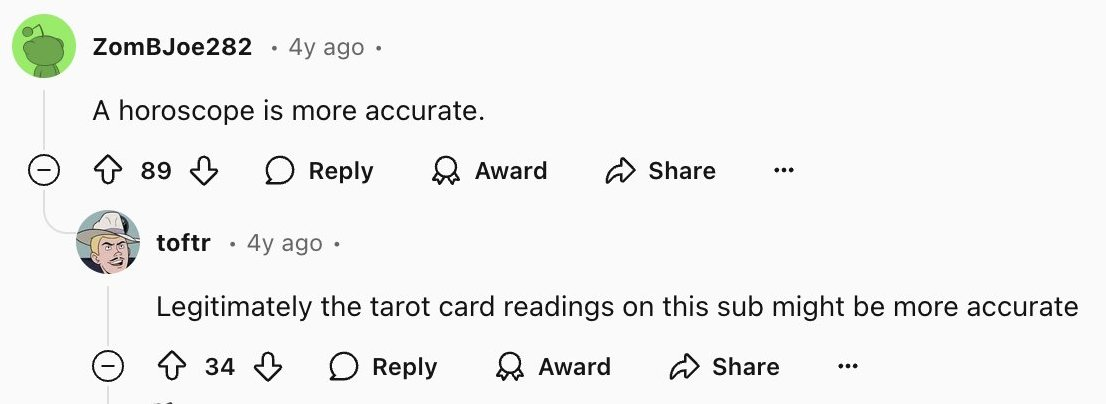 ZomBJoe282 • 4y ago •
A horoscope is more accurate.
89 Reply Award Share ...
toftr • 4y ago •
Legitimately the tarot card readings on this sub might be more accurate
34 Reply Award Share ...